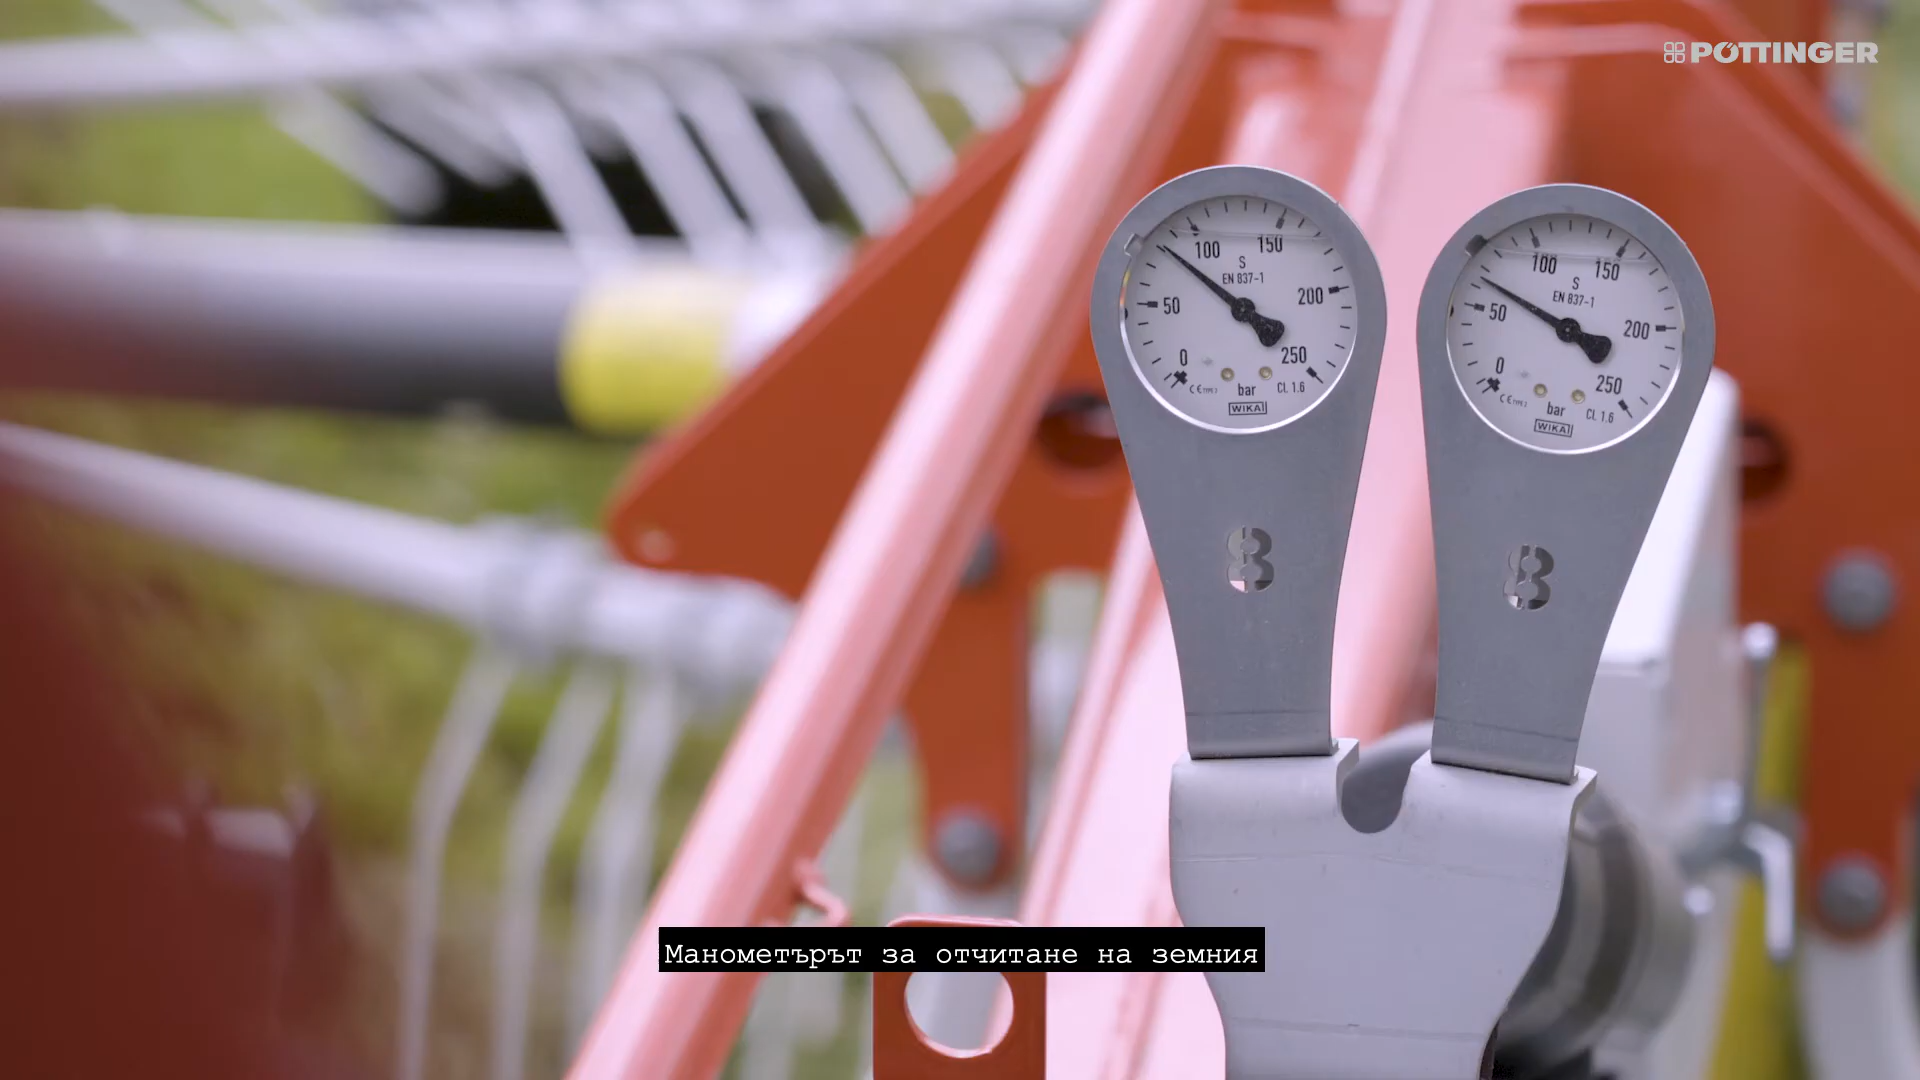 PÖTTINGER
100 150
S
EN 837-1
50 200
0 250
bar CL 1.6
WIKA
100 150
S
EN 837-1
50 200
0 250
bar CL 1.6
WIKA
Манометърът за отчитане на земния